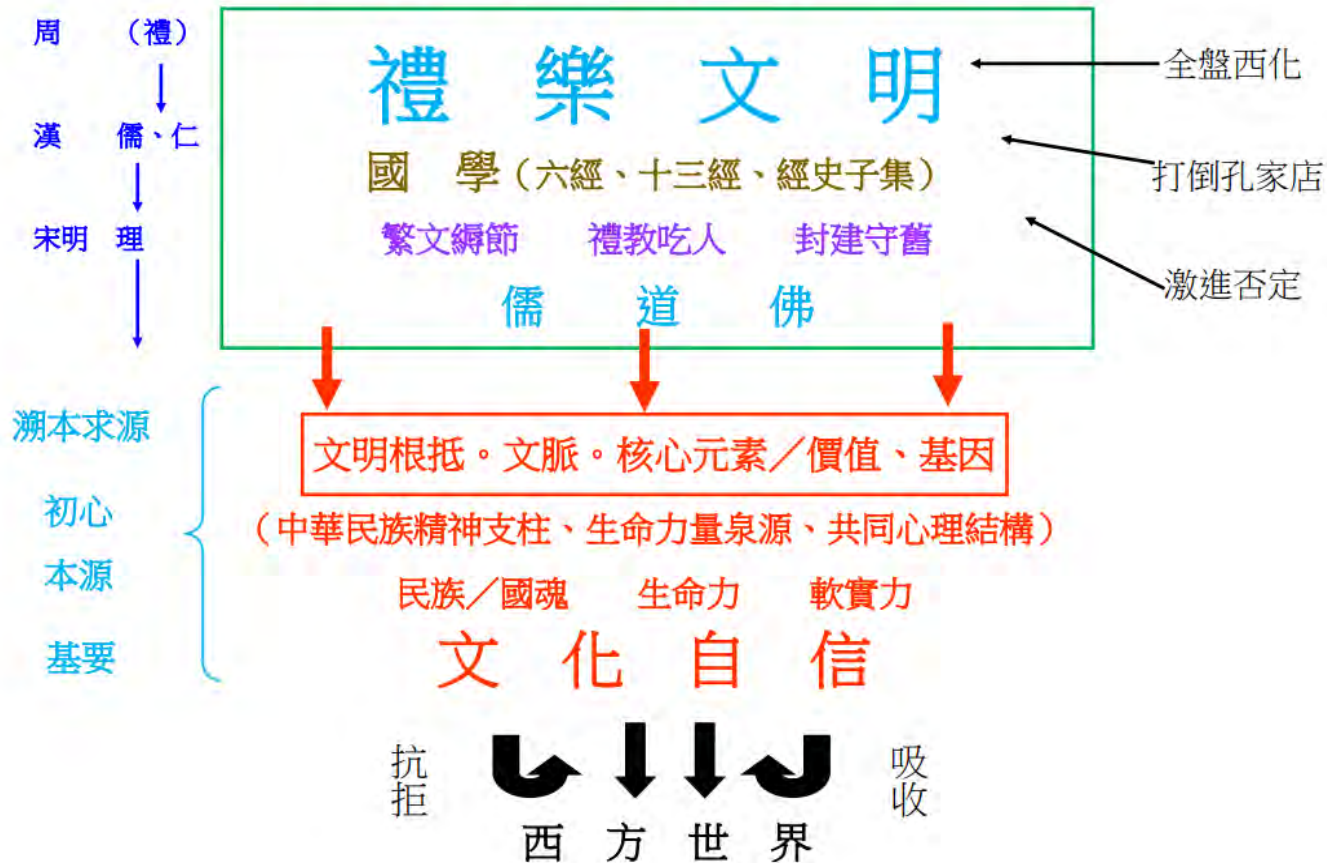 周 （禮）
漢 儒、仁
宋明 理
禮樂文明
國學（六經、十三經、經史子集）
繁文縟節 禮教吃人 封建守舊
儒 道 佛
全盤西化
打倒孔家店
激進否定
溯本求源
初心
本源
基要
文明根抵。文脈。核心元素／價值、基因
（中華民族精神支柱、生命力量泉源、共同心理結構）
民族／國魂 生命力 軟實力
文化自信
抗拒
吸收
西方世界